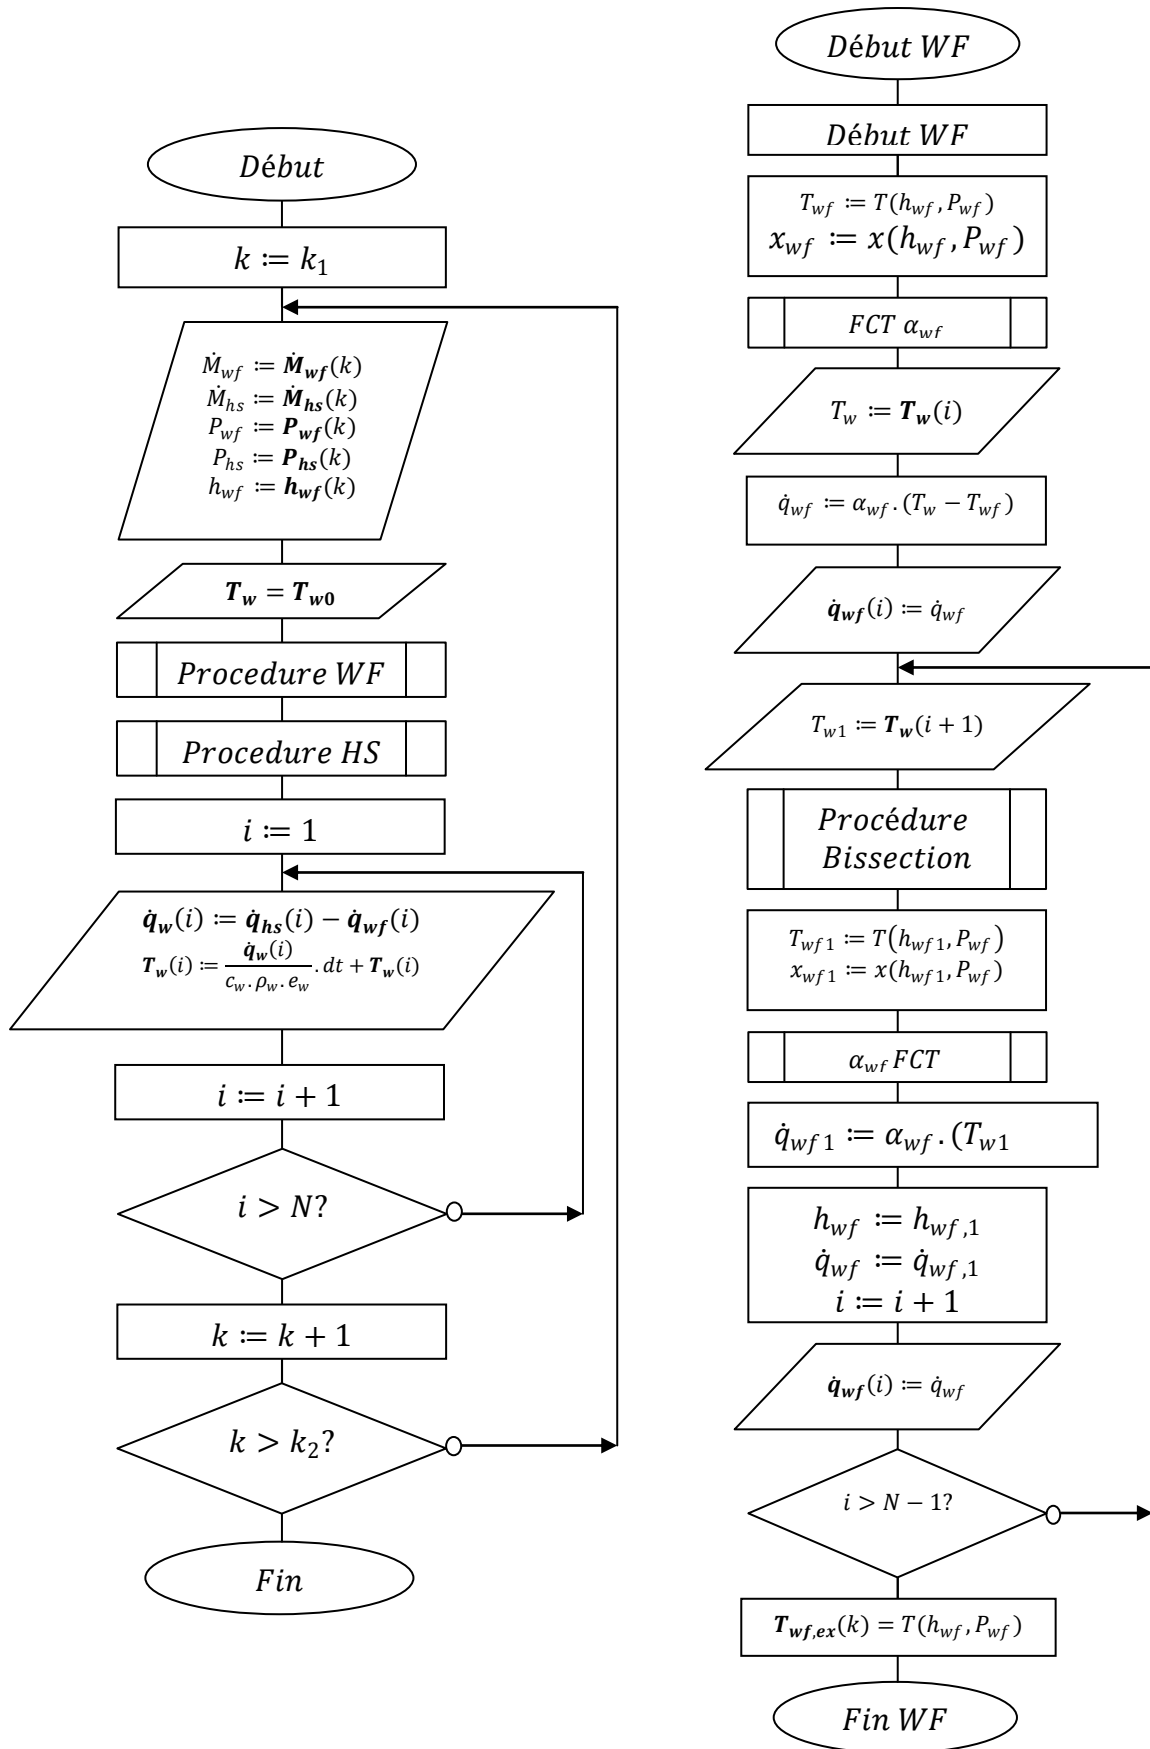 Début
k ≔ k₁
Ṁ_wf ≔ Ṁ_wf(k)
Ṁ_hs ≔ Ṁ_hs(k)
P_wf ≔ P_wf(k)
P_hs ≔ P_hs(k)
h_wf ≔ h_wf(k)
T_w = T_w0
Procedure WF
Procedure HS
i ≔ 1
q̇_w(i) ≔ q̇_hs(i) − q̇_wf(i)
T_w(i) ≔ q̇_w(i)/(c_w.ρ_w.e_w) . dt + T_w(i)
i ≔ i + 1
i > N?
k ≔ k + 1
k > k₂?
Fin
Début WF
Début WF
T_wf ≔ T(h_wf, P_wf)
x_wf ≔ x(h_wf, P_wf)
FCT α_wf
T_w ≔ T_w(i)
q̇_wf ≔ α_wf . (T_w − T_wf)
q̇_wf(i) ≔ q̇_wf
T_w1 ≔ T_w(i + 1)
Procédure
Bissection
T_wf1 ≔ T(h_wf1, P_wf)
x_wf1 ≔ x(h_wf1, P_wf)
α_wf FCT
q̇_wf1 ≔ α_wf . (T_w1
h_wf ≔ h_wf,1
q̇_wf ≔ q̇_wf,1
i ≔ i + 1
q̇_wf(i) ≔ q̇_wf
i > N − 1?
T_wf,ex(k) = T(h_wf, P_wf)
Fin WF